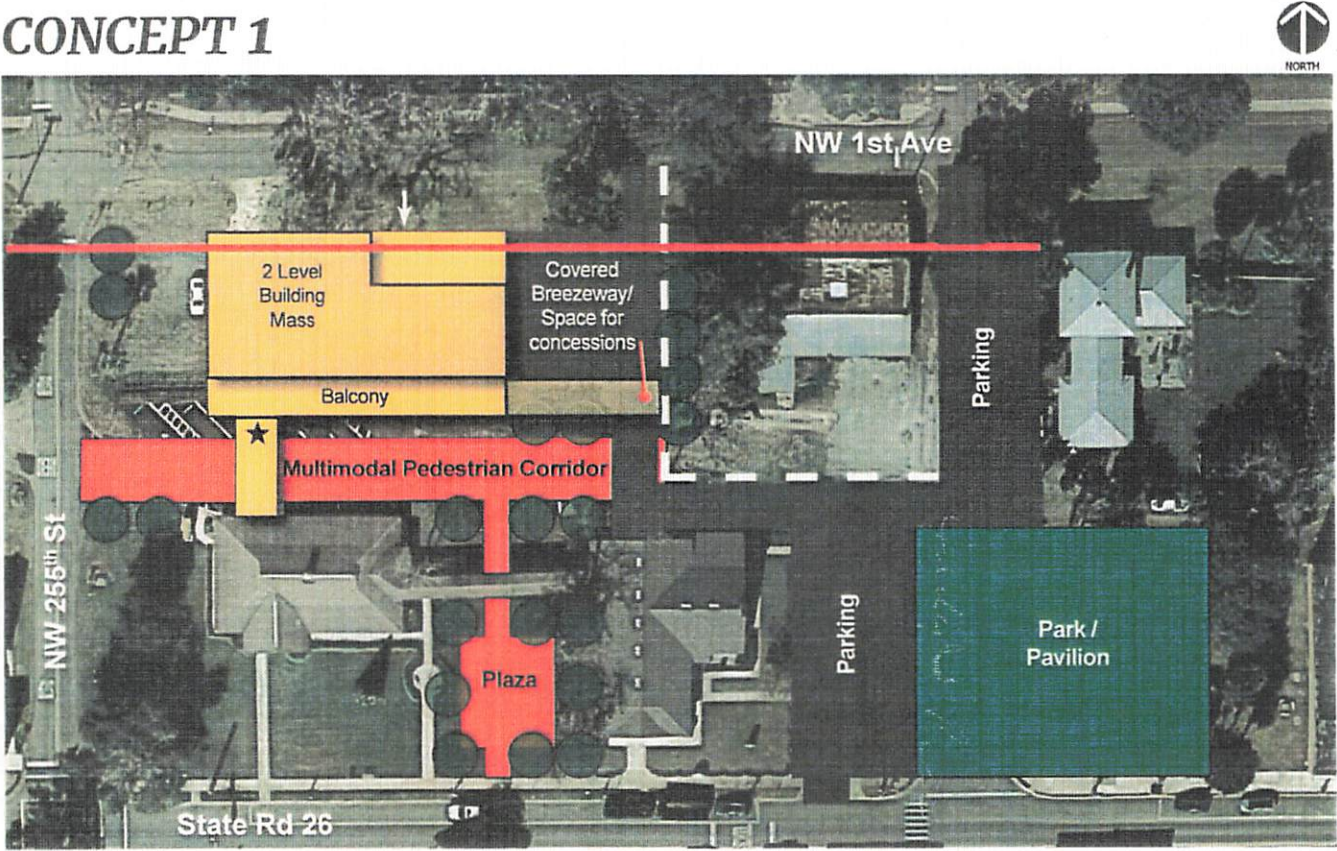 CONCEPT 1
NORTH
NW 1st Ave
2 Level
Building
Mass
Covered
Breezeway/
Space for
concessions
Parking
Balcony
Multimodal Pedestrian Corridor
NW 255th St
Parking
Park /
Pavilion
Plaza
State Rd 26